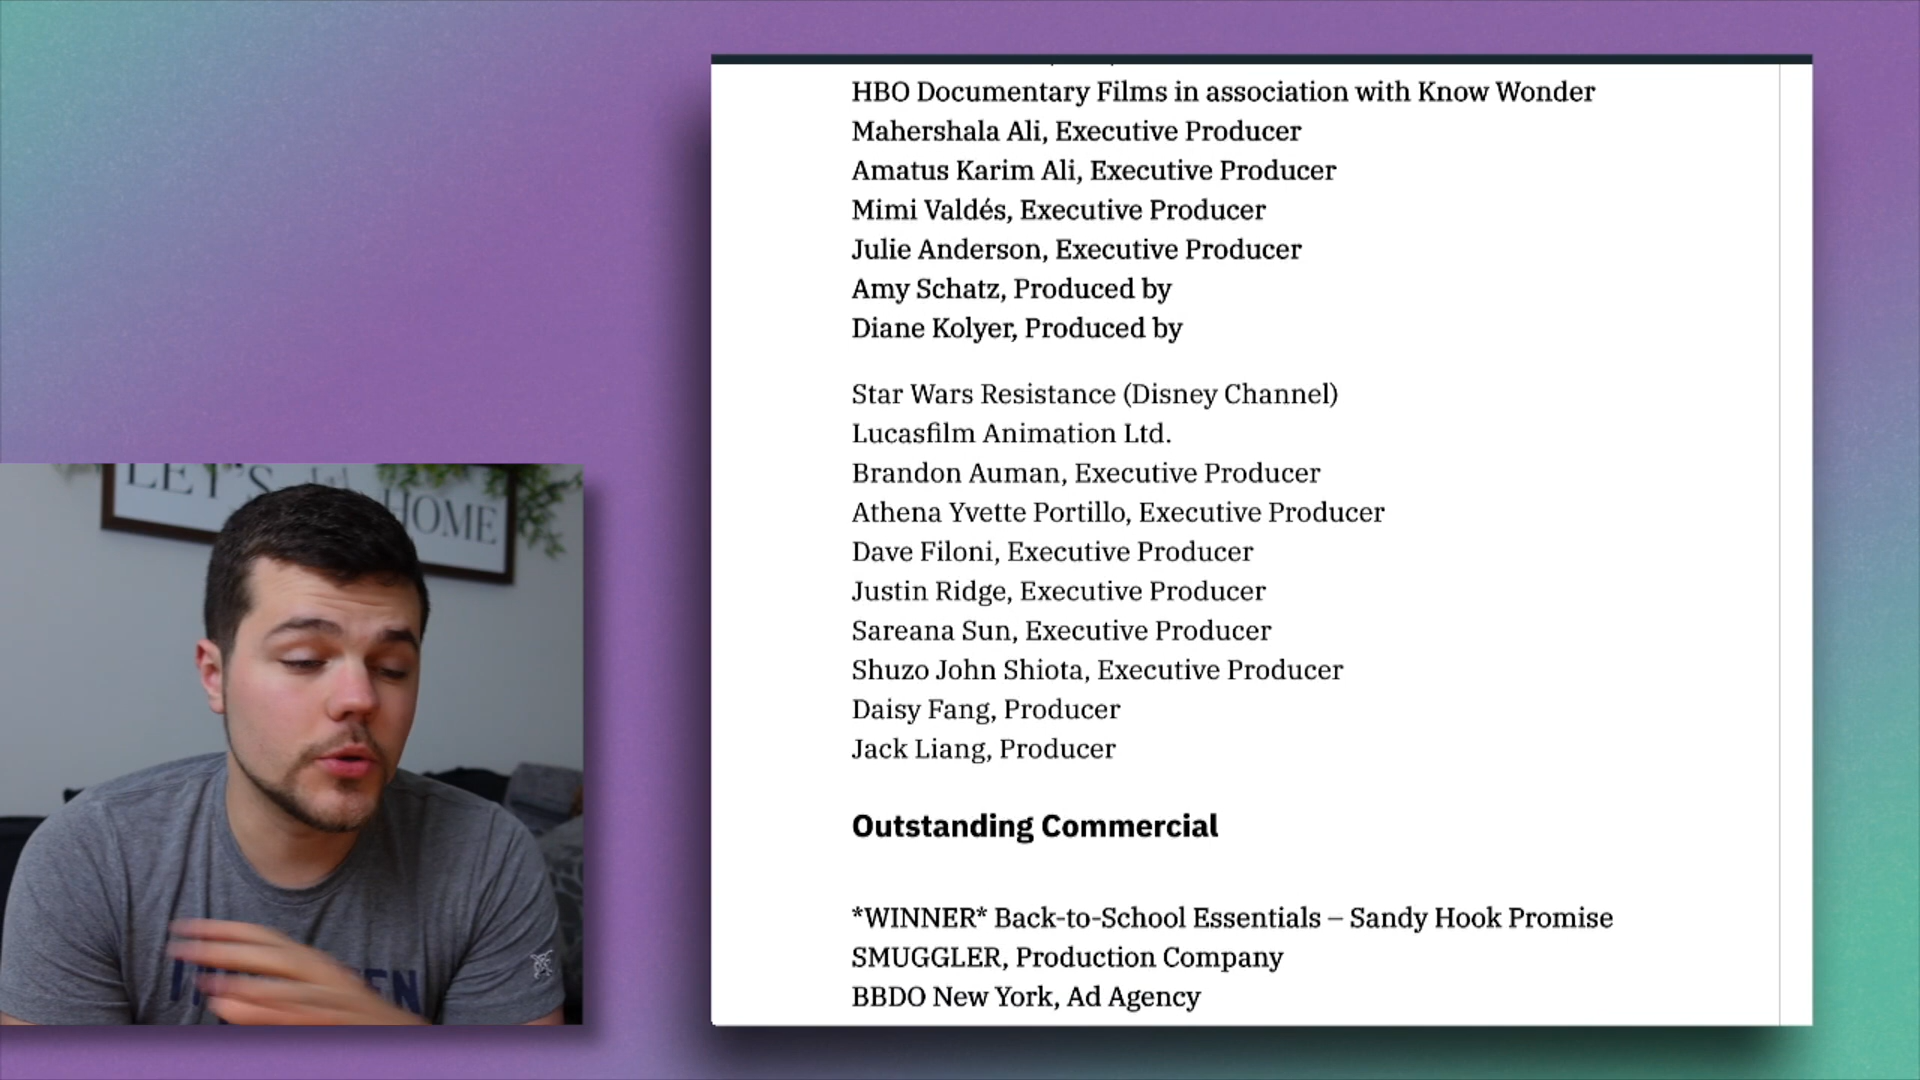 HBO Documentary Films in association with Know Wonder
Mahershala Ali, Executive Producer
Amatus Karim Ali, Executive Producer
Mimi Valdés, Executive Producer
Julie Anderson, Executive Producer
Amy Schatz, Produced by
Diane Kolyer, Produced by
Star Wars Resistance (Disney Channel)
Lucasfilm Animation Ltd.
Brandon Auman, Executive Producer
Athena Yvette Portillo, Executive Producer
Dave Filoni, Executive Producer
Justin Ridge, Executive Producer
Sareana Sun, Executive Producer
Shuzo John Shiota, Executive Producer
Daisy Fang, Producer
Jack Liang, Producer
Outstanding Commercial
*WINNER* Back-to-School Essentials – Sandy Hook Promise
SMUGGLER, Production Company
BBDO New York, Ad Agency
LET'S
HOME